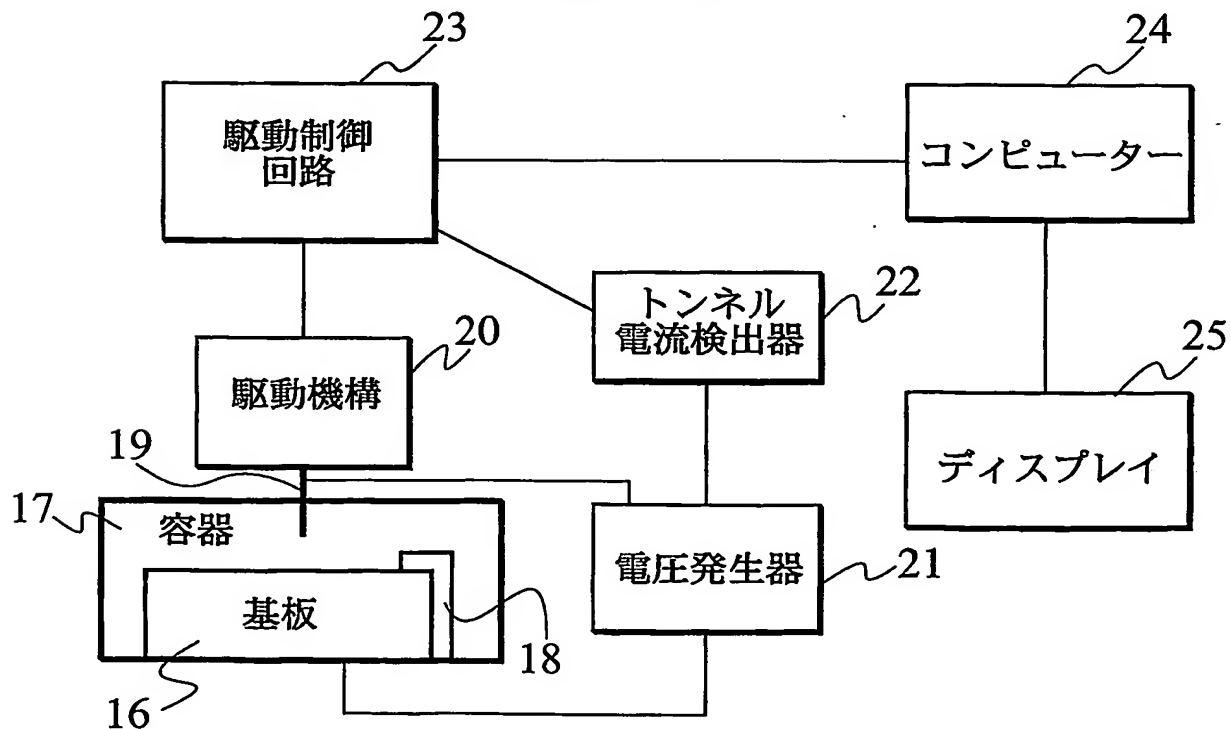 23
24
駆動制御
回路
コンピューター
トンネル
電流検出器
22
20
25
駆動機構
ディスプレイ
19
17
容器
電圧発生器
21
基板
18
16